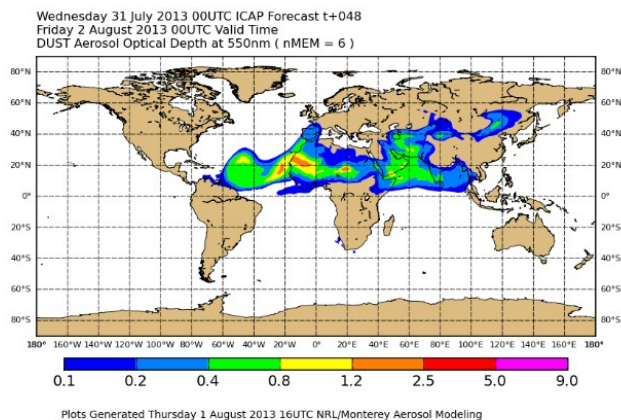 Wednesday 31 July 2013 00UTC ICAP Forecast t+048
Friday 2 August 2013 00UTC Valid Time
DUST Aerosol Optical Depth at 550nm ( nMEM = 6 )
80°N 80°N
60°N 60°N
40°N 40°N
20°N 20°N
0° 0°
20°S 20°S
40°S 40°S
60°S 60°S
80°S 80°S
180° 160°W 140°W 120°W 100°W 80°W 60°W 40°W 20°W 0° 20°E 40°E 60°E 80°E 100°E 120°E 140°E 160°E 180°
0.1 0.2 0.4 0.8 1.2 2.5 5.0 9.0
Plots Generated Thursday 1 August 2013 16UTC NRL/Monterey Aerosol Modeling